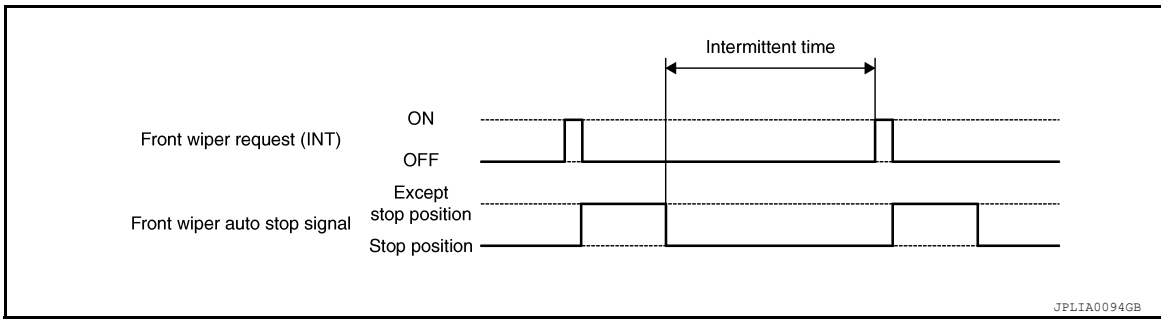 Intermittent time
Front wiper request (INT)
ON
OFF
Front wiper auto stop signal
Except
stop position
Stop position
JPLIA0094GB